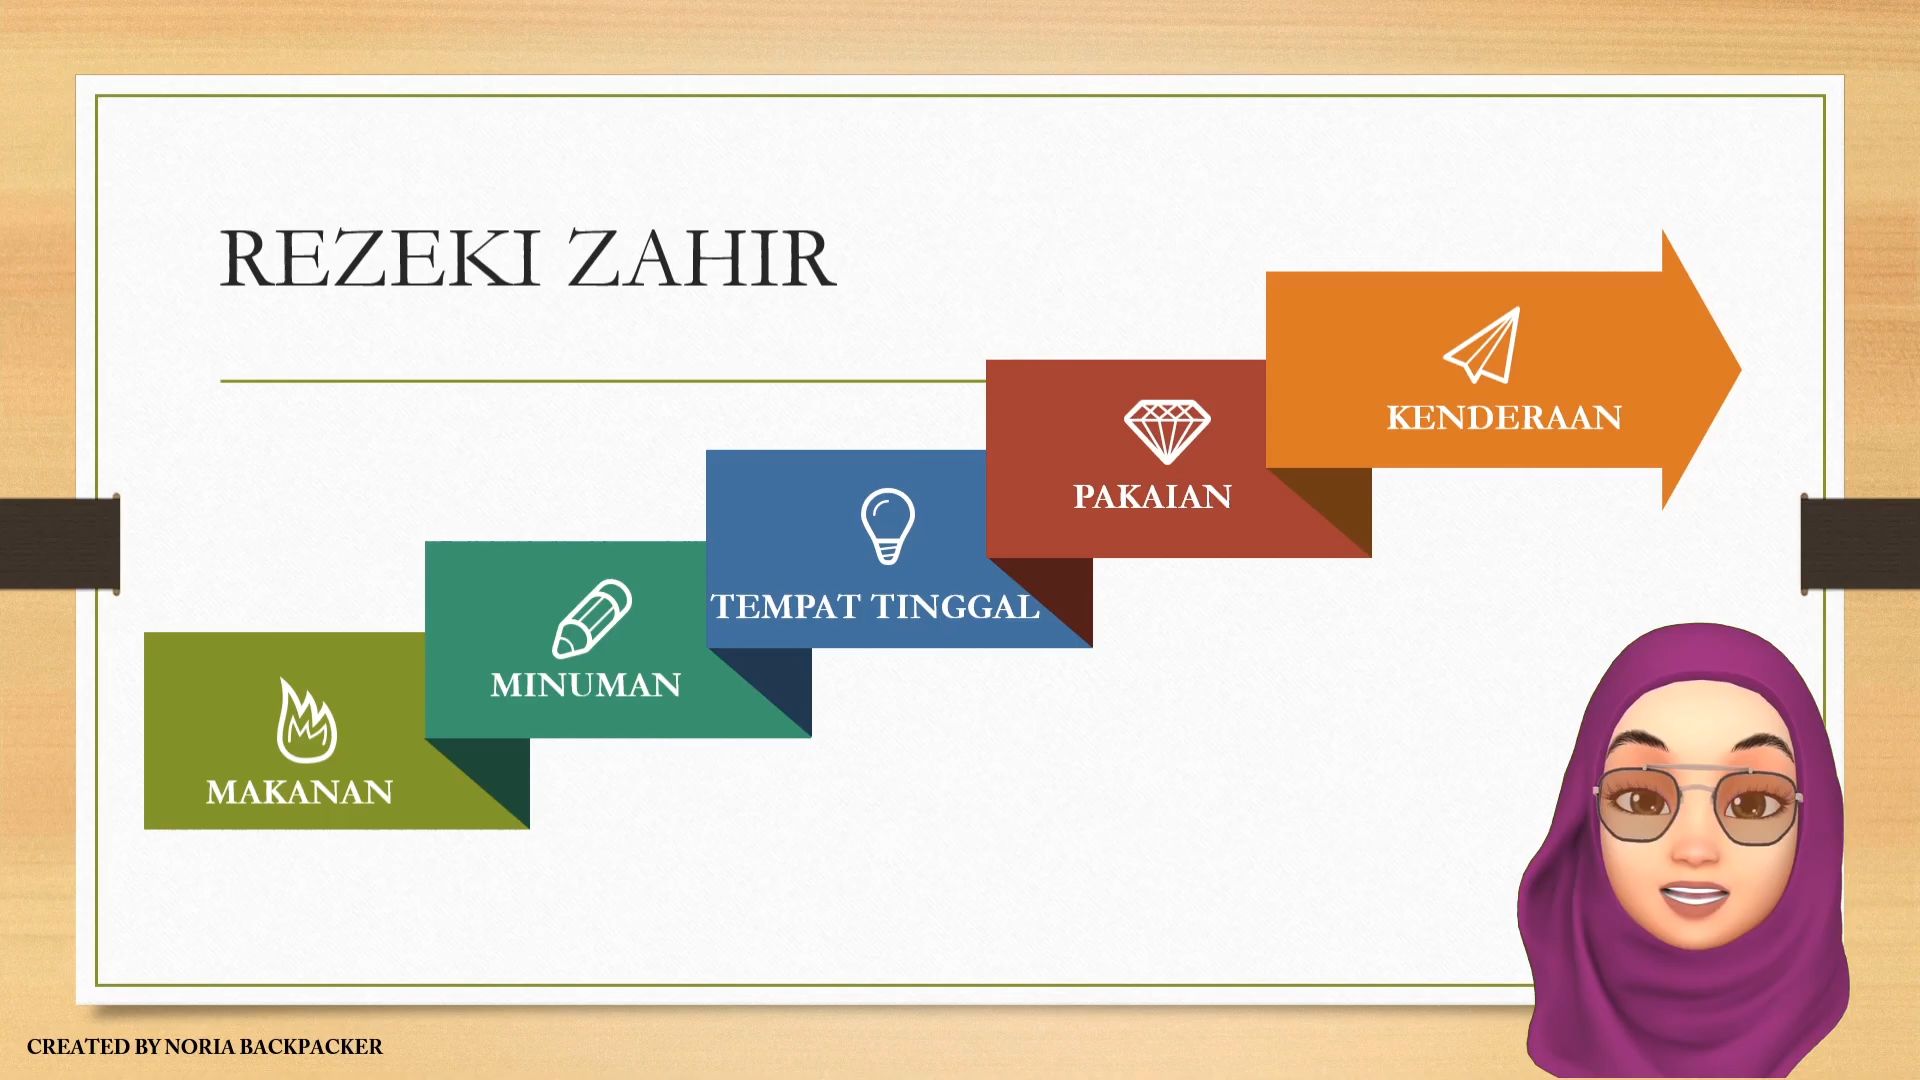 REZEKI ZAHIR
MAKANAN
MINUMAN
TEMPAT TINGGAL
PAKAIAN
KENDERAAN
CREATED BY NORIA BACKPACKER